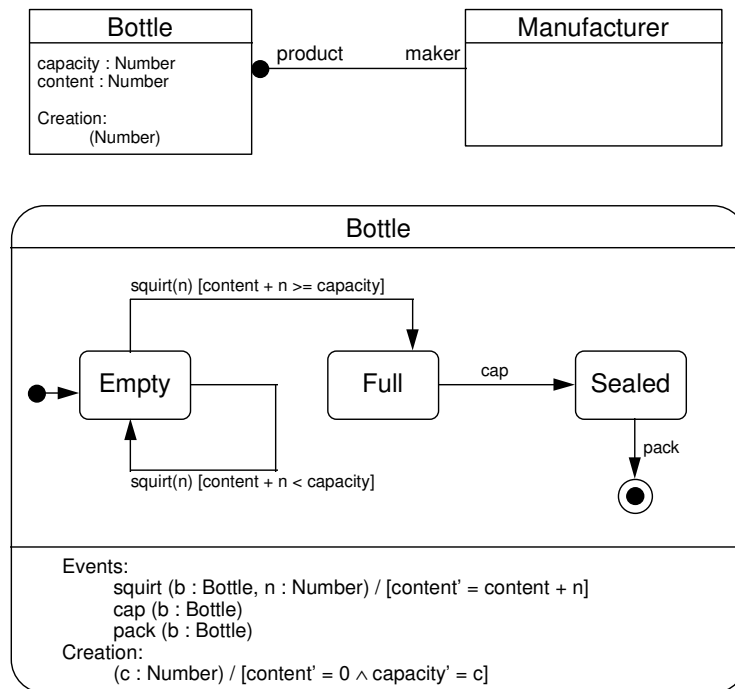 Bottle
Manufacturer
capacity : Number
content : Number
product
maker
Creation:
(Number)
Bottle
squirt(n) [content + n >= capacity]
Empty
Full
cap
Sealed
pack
squirt(n) [content + n < capacity]
Events:
squirt (b : Bottle, n : Number) / [content’ = content + n]
cap (b : Bottle)
pack (b : Bottle)
Creation:
(c : Number) / [content’ = 0 ∧ capacity’ = c]